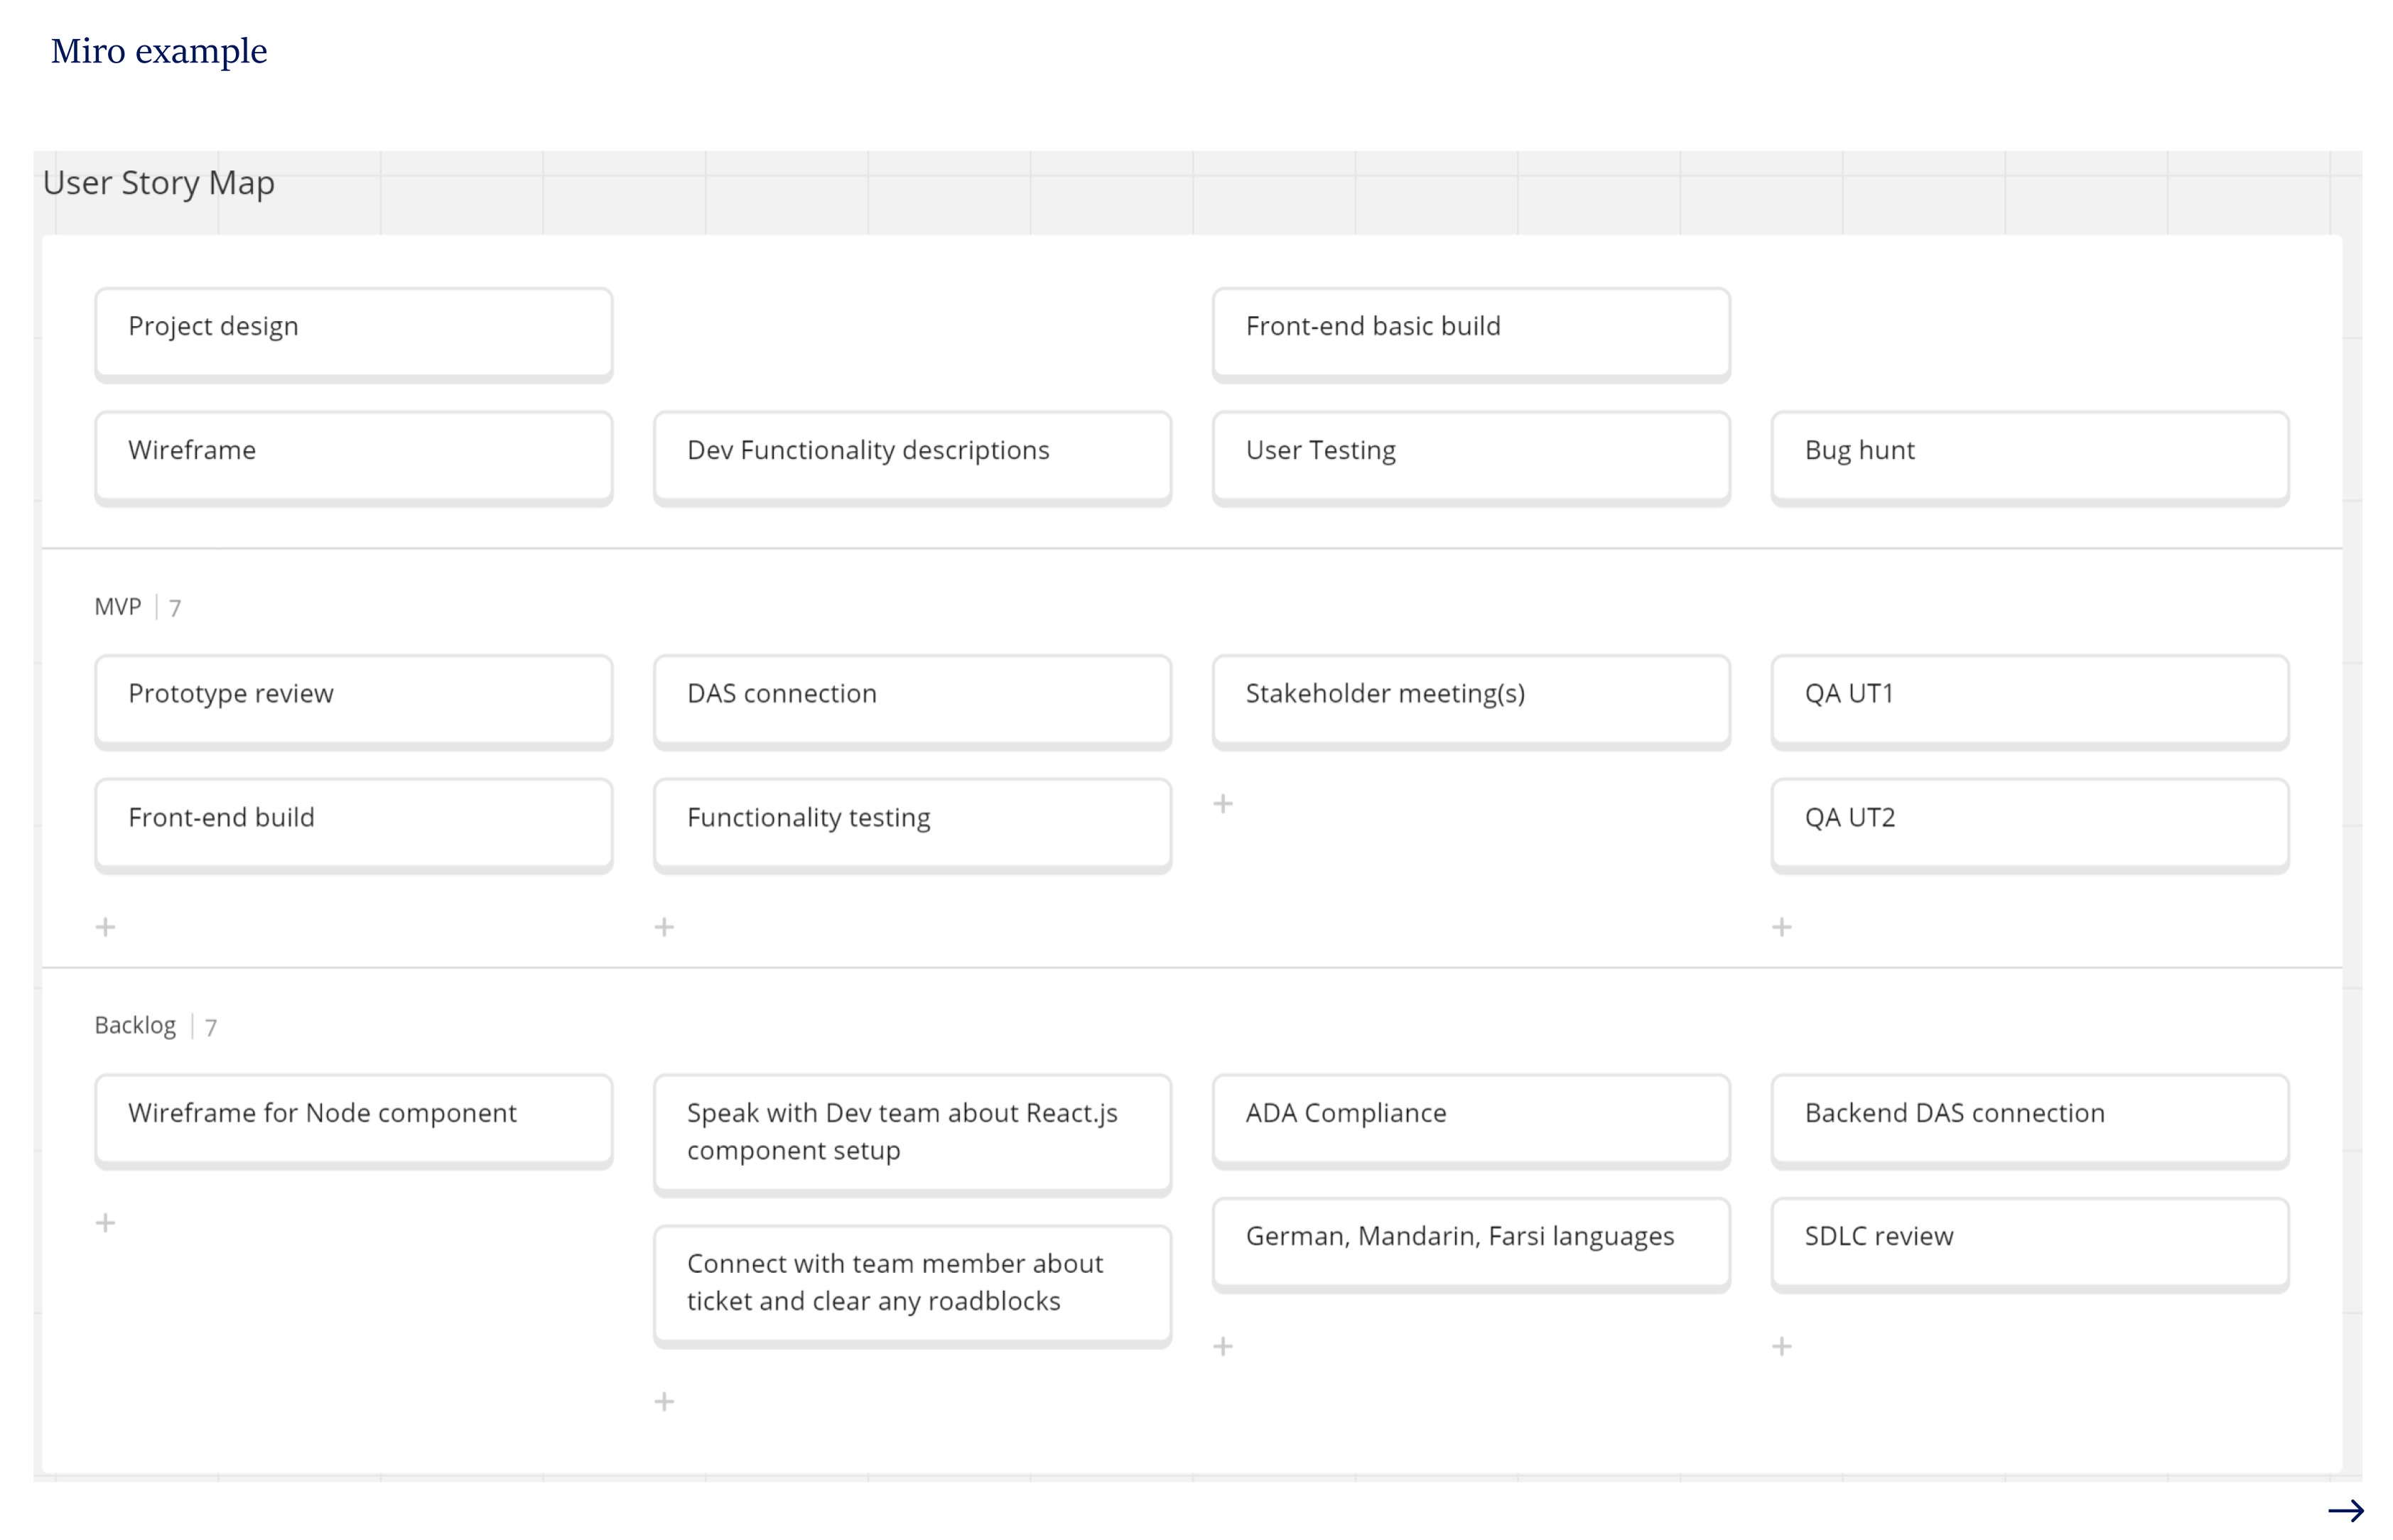 Miro example
User Story Map
Project design
Front-end basic build
Wireframe
Dev Functionality descriptions
User Testing
Bug hunt
MVP | 7
Prototype review
DAS connection
Stakeholder meeting(s)
QA UT1
Front-end build
Functionality testing
+
QA UT2
+
+
+
Backlog | 7
Wireframe for Node component
Speak with Dev team about React.js
component setup
ADA Compliance
Backend DAS connection
+
Connect with team member about
ticket and clear any roadblocks
German, Mandarin, Farsi languages
SDLC review
+
+
+